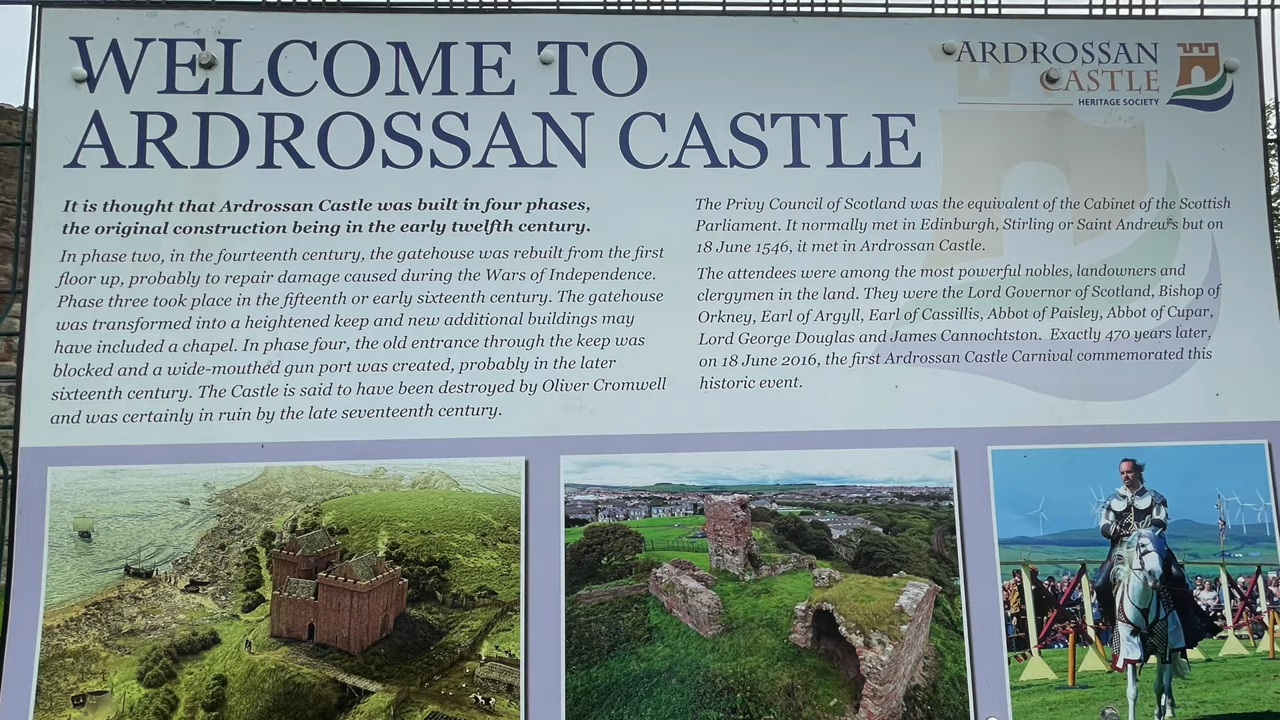 WELCOME TO
ARDROSSAN CASTLE
ARDROSSAN
CASTLE
HERITAGE SOCIETY
It is thought that Ardrossan Castle was built in four phases,
the original construction being in the early twelfth century.
In phase two, in the fourteenth century, the gatehouse was rebuilt from the first
floor up, probably to repair damage caused during the Wars of Independence.
Phase three took place in the fifteenth or early sixteenth century. The gatehouse
was transformed into a heightened keep and new additional buildings may
have included a chapel. In phase four, the old entrance through the keep was
blocked and a wide-mouthed gun port was created, probably in the later
sixteenth century. The Castle is said to have been destroyed by Oliver Cromwell
and was certainly in ruin by the late seventeenth century.
The Privy Council of Scotland was the equivalent of the Cabinet of the Scottish
Parliament. It normally met in Edinburgh, Stirling or Saint Andrews but on
18 June 1546, it met in Ardrossan Castle.
The attendees were among the most powerful nobles, landowners and
clergymen in the land. They were the Lord Governor of Scotland, Bishop of
Orkney, Earl of Argyll, Earl of Cassillis, Abbot of Paisley, Abbot of Cupar,
Lord George Douglas and James Cannochtston. Exactly 470 years later,
on 18 June 2016, the first Ardrossan Castle Carnival commemorated this
historic event.